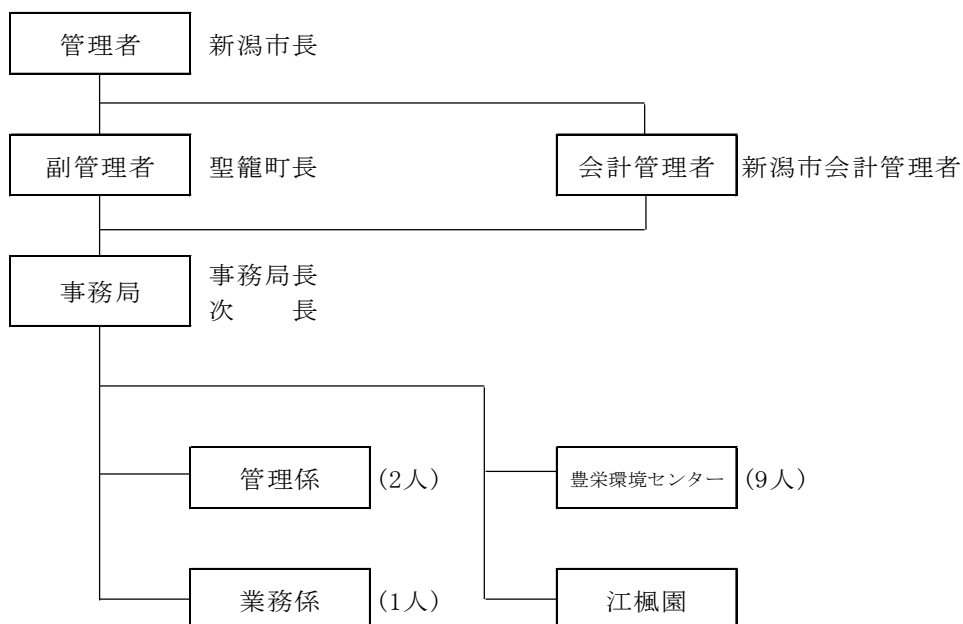 管理者 新潟市長
副管理者 聖籠町長 会計管理者 新潟市会計管理者
事務局 事務局長
次　　長
管理係 (2人) 豊栄環境センター (9人)
業務係 (1人) 江楓園